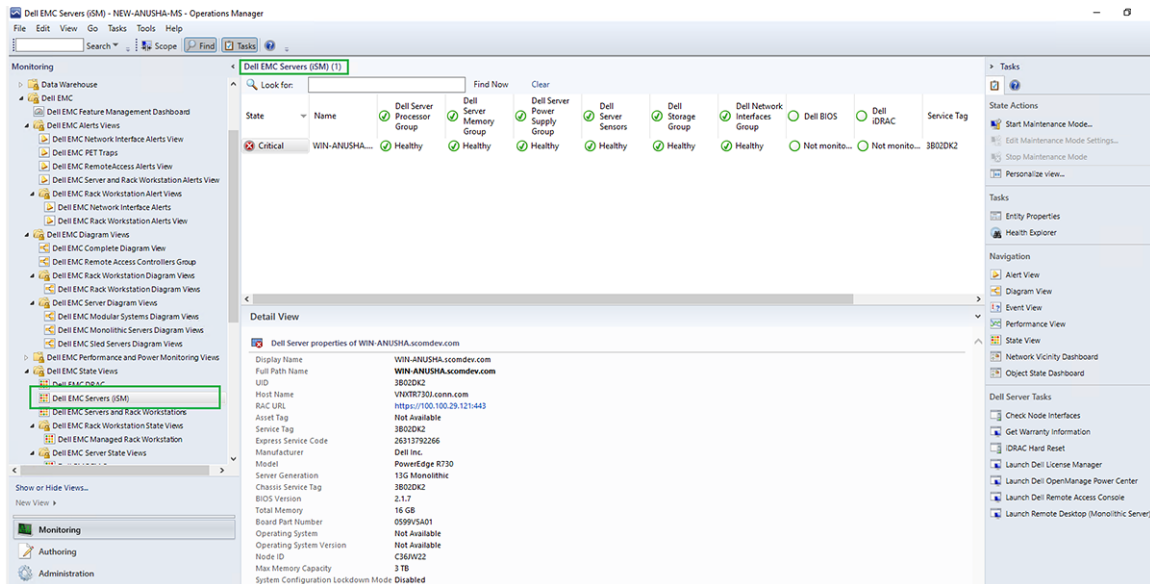 Dell EMC Servers (iSM) - NEW-ANUSHA-MS - Operations Manager
File Edit View Go Tasks Tools Help
Search Scope Find Tasks
Monitoring
Data Warehouse
Dell EMC
Dell EMC Feature Management Dashboard
Dell EMC Alerts Views
Dell EMC Network Interface Alerts View
Dell EMC PET Traps
Dell EMC RemoteAccess Alerts View
Dell EMC Server and Rack Workstation Alerts View
Dell EMC Rack Workstation Alert Views
Dell EMC Network Interface Alerts
Dell EMC Rack Workstation Alerts View
Dell EMC Diagram Views
Dell EMC Complete Diagram View
Dell EMC Remote Access Controllers Group
Dell EMC Rack Workstation Diagram Views
Dell EMC Rack Workstation Diagram Views
Dell EMC Server Diagram Views
Dell EMC Modular Systems Diagram Views
Dell EMC Monolithic Servers Diagram Views
Dell EMC Sled Servers Diagram Views
Dell EMC Performance and Power Monitoring Views
Dell EMC State Views
Dell EMC DRAC
Dell EMC Servers (iSM)
Dell EMC Servers and Rack Workstations
Dell EMC Rack Workstation State Views
Dell EMC Managed Rack Workstation
Dell EMC Server State Views
Show or Hide Views...
New View
Monitoring
Authoring
Administration
Dell EMC Servers (iSM) (1)
Look for: Find Now Clear
State Name Dell Server Processor Group Dell Server Memory Group Dell Server Power Supply Group Dell Server Sensors Dell Storage Group Dell Network Interfaces Group Dell BIOS Dell iDRAC Service Tag
Critical WIN-ANUSHA.... Healthy Healthy Healthy Healthy Healthy Healthy Not monito... Not monito... 3B02DK2
Detail View
Dell Server properties of WIN-ANUSHA.scomdev.com
Display Name WIN-ANUSHA.scomdev.com
Full Path Name WIN-ANUSHA.scomdev.com
UID 3B02DK2
Host Name VNXTR730J.conn.com
RAC URL https://100.100.29.121:443
Asset Tag Not Available
Service Tag 3B02DK2
Express Service Code 26313792266
Manufacturer Dell Inc.
Model PowerEdge R730
Server Generation 13G Monolithic
Chassis Service Tag 3B02DK2
BIOS Version 2.1.7
Total Memory 16 GB
Board Part Number 0599V5A01
Operating System Not Available
Operating System Version Not Available
Node ID C36JW22
Max Memory Capacity 3 TB
System Configuration Lockdown Mode Disabled
Tasks
State Actions
Start Maintenance Mode...
Edit Maintenance Mode Settings...
Stop Maintenance Mode
Personalize view...
Tasks
Entity Properties
Health Explorer
Navigation
Alert View
Diagram View
Event View
Performance View
State View
Network Vicinity Dashboard
Object State Dashboard
Dell Server Tasks
Check Node Interfaces
Get Warranty Information
IDRAC Hard Reset
Launch Dell License Manager
Launch Dell OpenManage Power Center
Launch Dell Remote Access Console
Launch Remote Desktop (Monolithic Server)